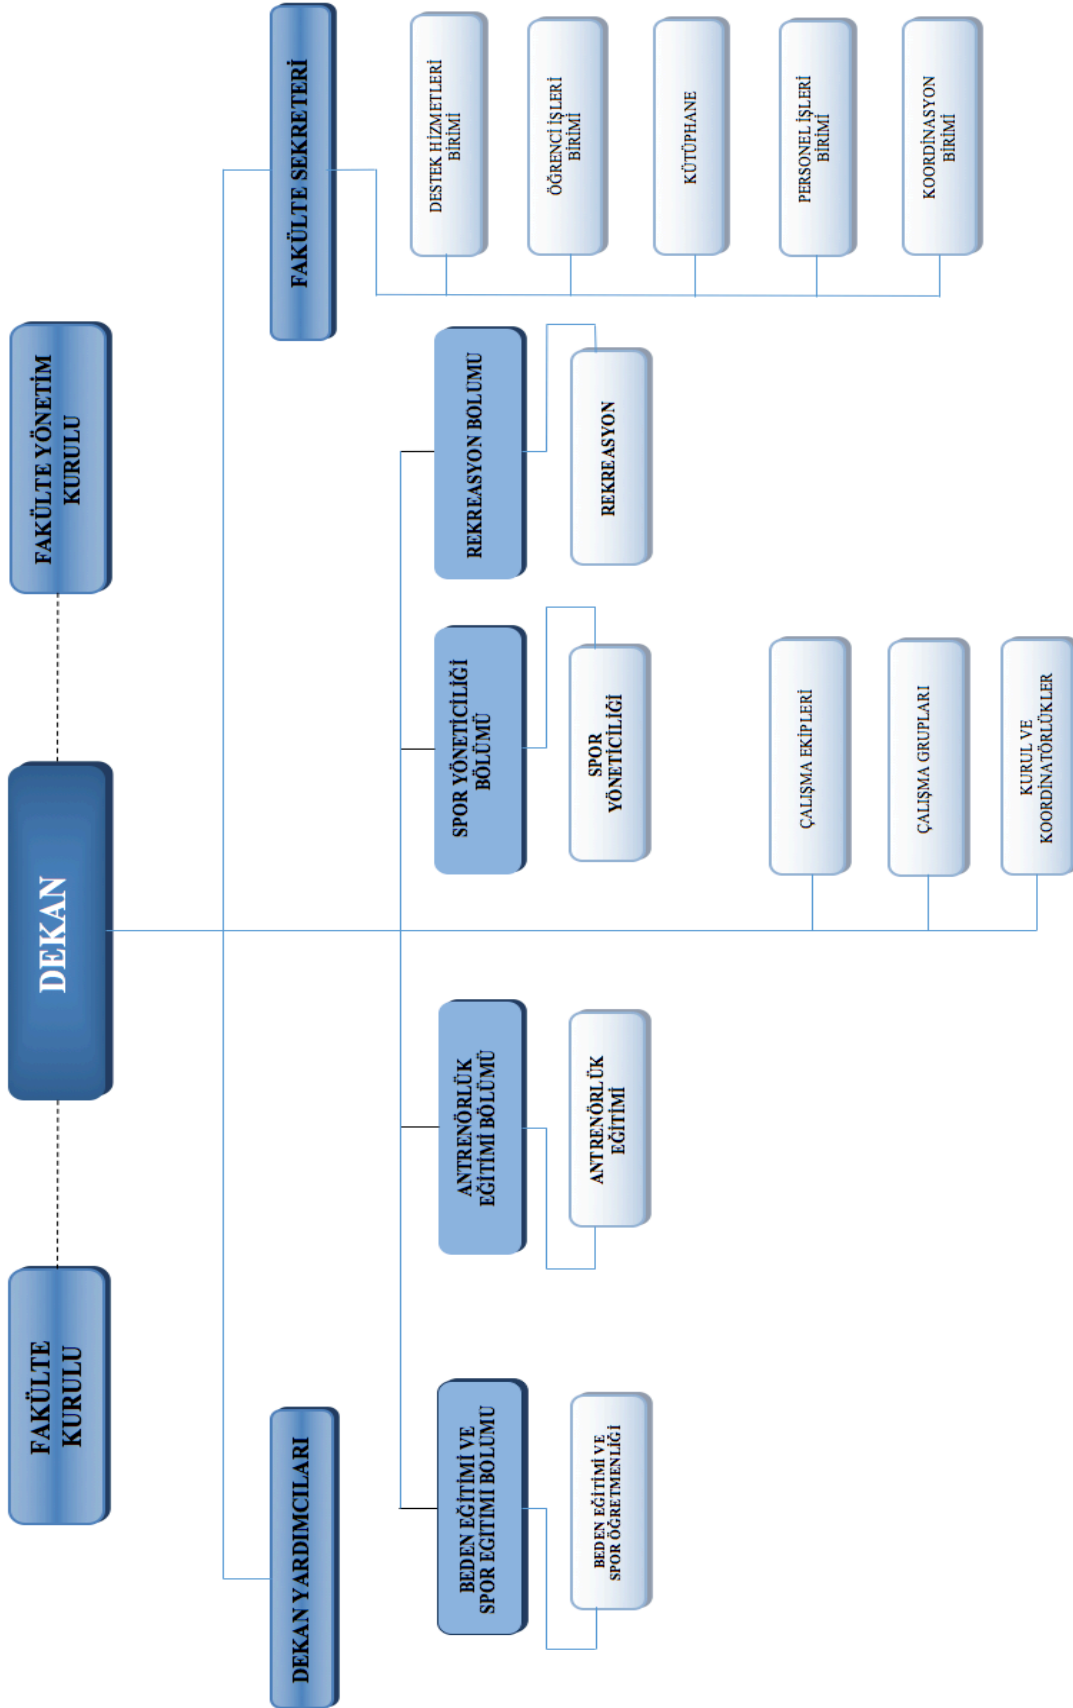 FAKÜLTE
KURULU
DEKAN
FAKÜLTE YÖNETİM
KURULU
DEKAN YARDIMCILARI
FAKÜLTE SEKRETERİ
BEDEN EĞİTİMİ VE
SPOR EGİTİMİ BOLUMU
ANTRENÖRLÜK
EĞİTİMİ BÖLÜMÜ
SPOR YÖNETİCİLİĞİ
BÖLÜMÜ
REKREASYON BÖLÜMÜ
BEDEN EĞİTİMİ VE
SPOR ÖĞRETMENLİĞİ
ANTRENÖRLÜK
EĞİTİMİ
SPOR
YÖNETİCİLİĞİ
REKREASYON
DESTEK HİZMETLERİ
BİRİMİ
ÖĞRENCİ İŞLERİ
BİRİMİ
KÜTÜPHANE
PERSONEL İŞLERİ
BİRİMİ
KOORDİNASYON
BİRİMİ
ÇALIŞMA EKİPLERİ
ÇALIŞMA GRUPLARI
KURUL VE
KOORDİNATÖRLÜKLER